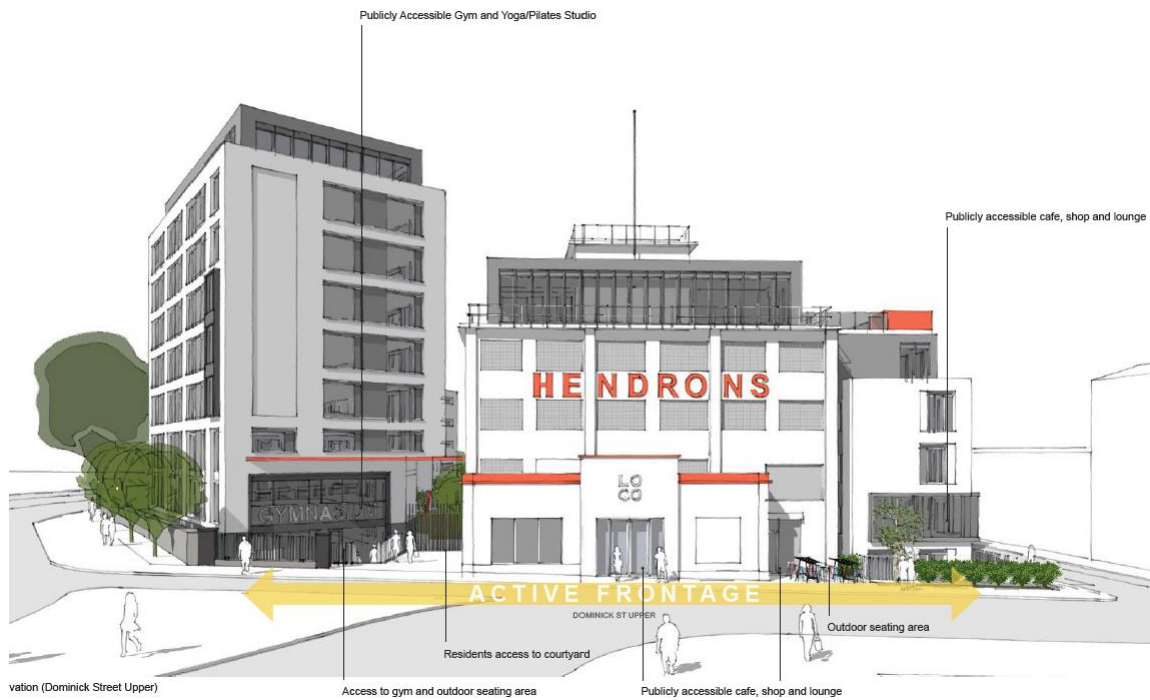 Publicly Accessible Gym and Yoga/Pilates Studio
Publicly accessible cafe, shop and lounge
HENDRONS
LO
CO
GYMNASIUM
ACTIVE FRONTAGE
DOMINICK ST UPPER
Outdoor seating area
Residents access to courtyard
vation (Dominick Street Upper)
Access to gym and outdoor seating area
Publicly accessible cafe, shop and lounge